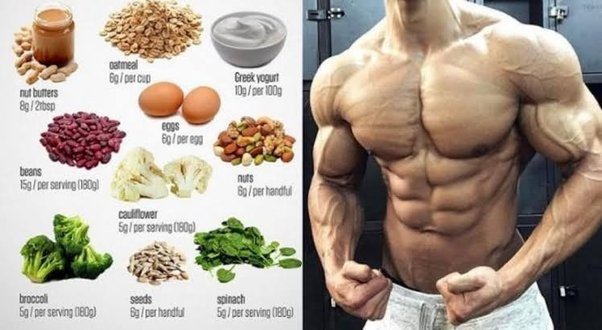 oatmeal
6g / per cup
Greek yogurt
10g / per 100g
nut butters
8g / 2tbsp
eggs
6g / per egg
beans
15g / per serving (180g)
nuts
6g / per handful
cauliflower
5g / per serving (180g)
broccoli
5g / per serving (180g)
seeds
6g / per handful
spinach
5g / per serving (180g)